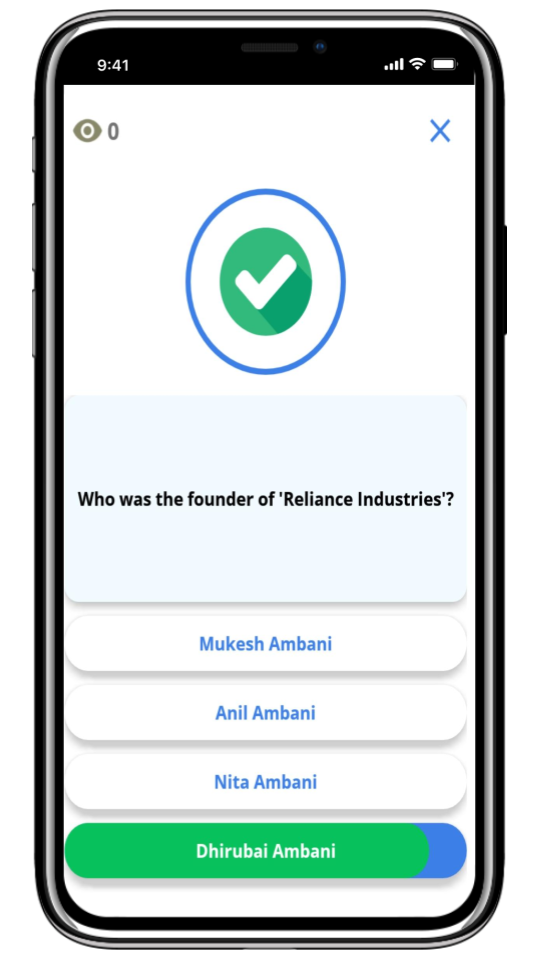 9:41
0
Who was the founder of 'Reliance Industries'?
Mukesh Ambani
Anil Ambani
Nita Ambani
Dhirubai Ambani